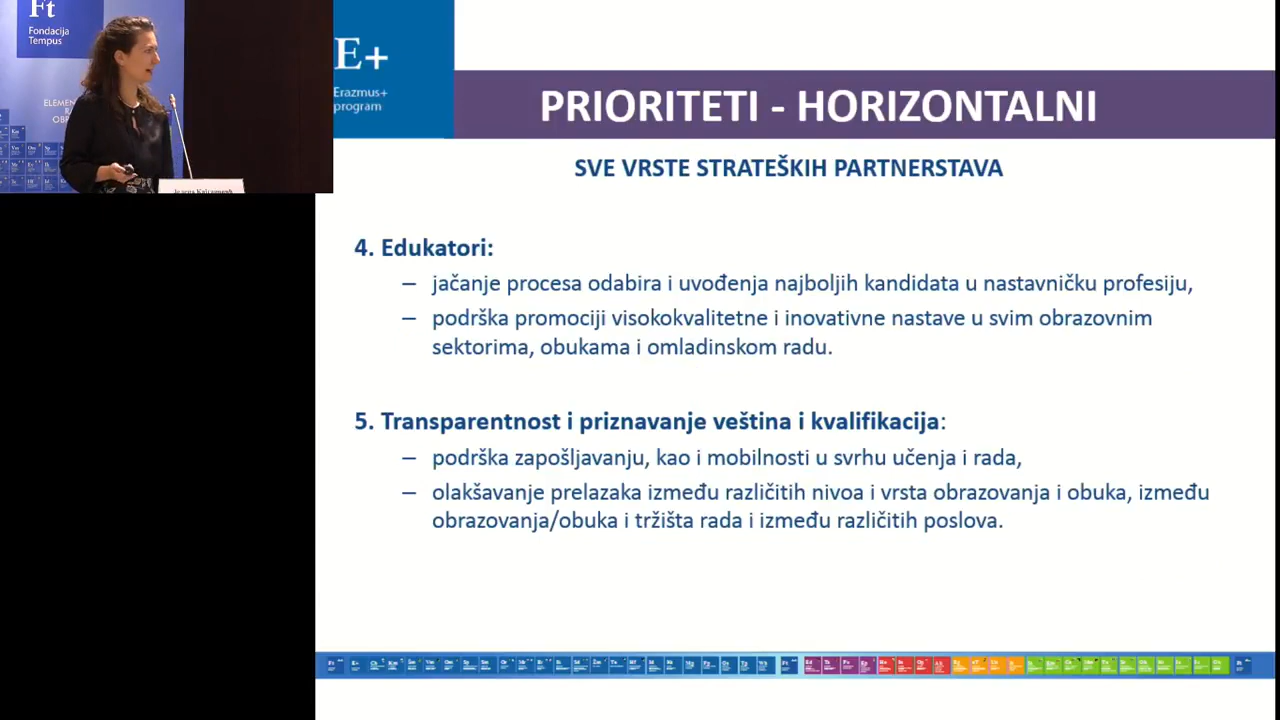 Ft
Fondacija
Tempus
E+
Erasmus+
program
PRIORITETI - HORIZONTALNI
SVE VRSTE STRATEŠKIH PARTNERSTAVA
4. Edukatori:
– jačanje procesa odabira i uvođenja najboljih kandidata u nastavničku profesiju,
– podrška promociji visokokvalitetne i inovativne nastave u svim obrazovnim
sektorima, obukama i omladinskom radu.
5. Transparentnost i priznavanje veština i kvalifikacija:
– podrška zapošljavanju, kao i mobilnosti u svrhu učenja i rada,
– olakšavanje prelazaka između različitih nivoa i vrsta obrazovanja i obuka, između
obrazovanja/obuka i tržišta rada i između različitih poslova.